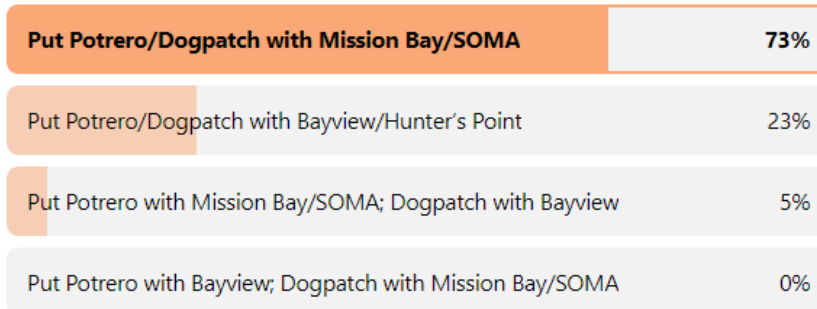 Put Potrero/Dogpatch with Mission Bay/SOMA 73%
Put Potrero/Dogpatch with Bayview/Hunter's Point 23%
Put Potrero with Mission Bay/SOMA; Dogpatch with Bayview 5%
Put Potrero with Bayview; Dogpatch with Mission Bay/SOMA 0%